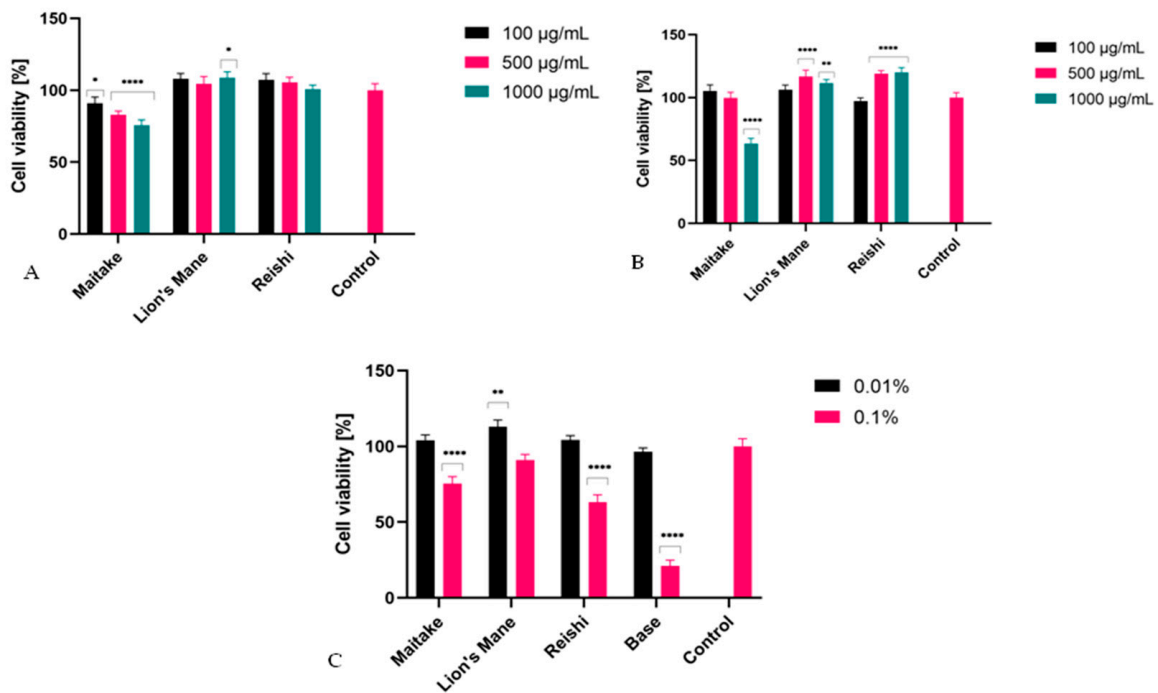 150
100
50
0
Cell viability [%]
*
****
*
100 µg/mL
500 µg/mL
1000 µg/mL
Maitake
Lion's Mane
Reishi
Control
A
150
100
50
0
Cell viability [%]
****
****
**
****
100 µg/mL
500 µg/mL
1000 µg/mL
Maitake
Lion's Mane
Reishi
Control
B
150
100
50
0
Cell viability [%]
****
**
****
****
0.01%
0.1%
Maitake
Lion's Mane
Reishi
Base
Control
C